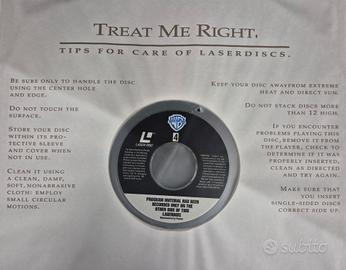 TREAT ME RIGHT.
TIPS FOR CARE OF LASERDISCS.
BE SURE ONLY TO HANDLE THE DISC
USING THE CENTER HOLE
AND EDGE.
DO NOT TOUCH THE
SURFACE.
STORE YOUR DISC
WITHIN ITS PRO-
TECTIVE SLEEVE
AND COVER WHEN
NOT IN USE.
CLEAN IT USING
A CLEAN, DAMP,
SOFT, NONABRASIVE
CLOTH; EMPLOY
SMALL CIRCULAR
MOTIONS.
KEEP YOUR DISC AWAY FROM EXTREME
HEAT AND DIRECT SUN.
DO NOT STACK DISCS MORE
THAN 12 HIGH.
IF YOU ENCOUNTER
PROBLEMS PLAYING THIS
DISC, REMOVE IT FROM
THE PLAYER, CHECK TO
DETERMINE IF IT WAS
PROPERLY INSERTED,
CLEAN AS DIRECTED
AND TRY AGAIN.
MAKE SURE THAT
YOU INSERT
SINGLE-SIDED DISCS
CORRECT SIDE UP.
WB
4
LASER DISC
PROGRAM MATERIAL HAS BEEN
RECORDED ONLY ON THE
OTHER SIDE OF THIS
LASERDISC
subito